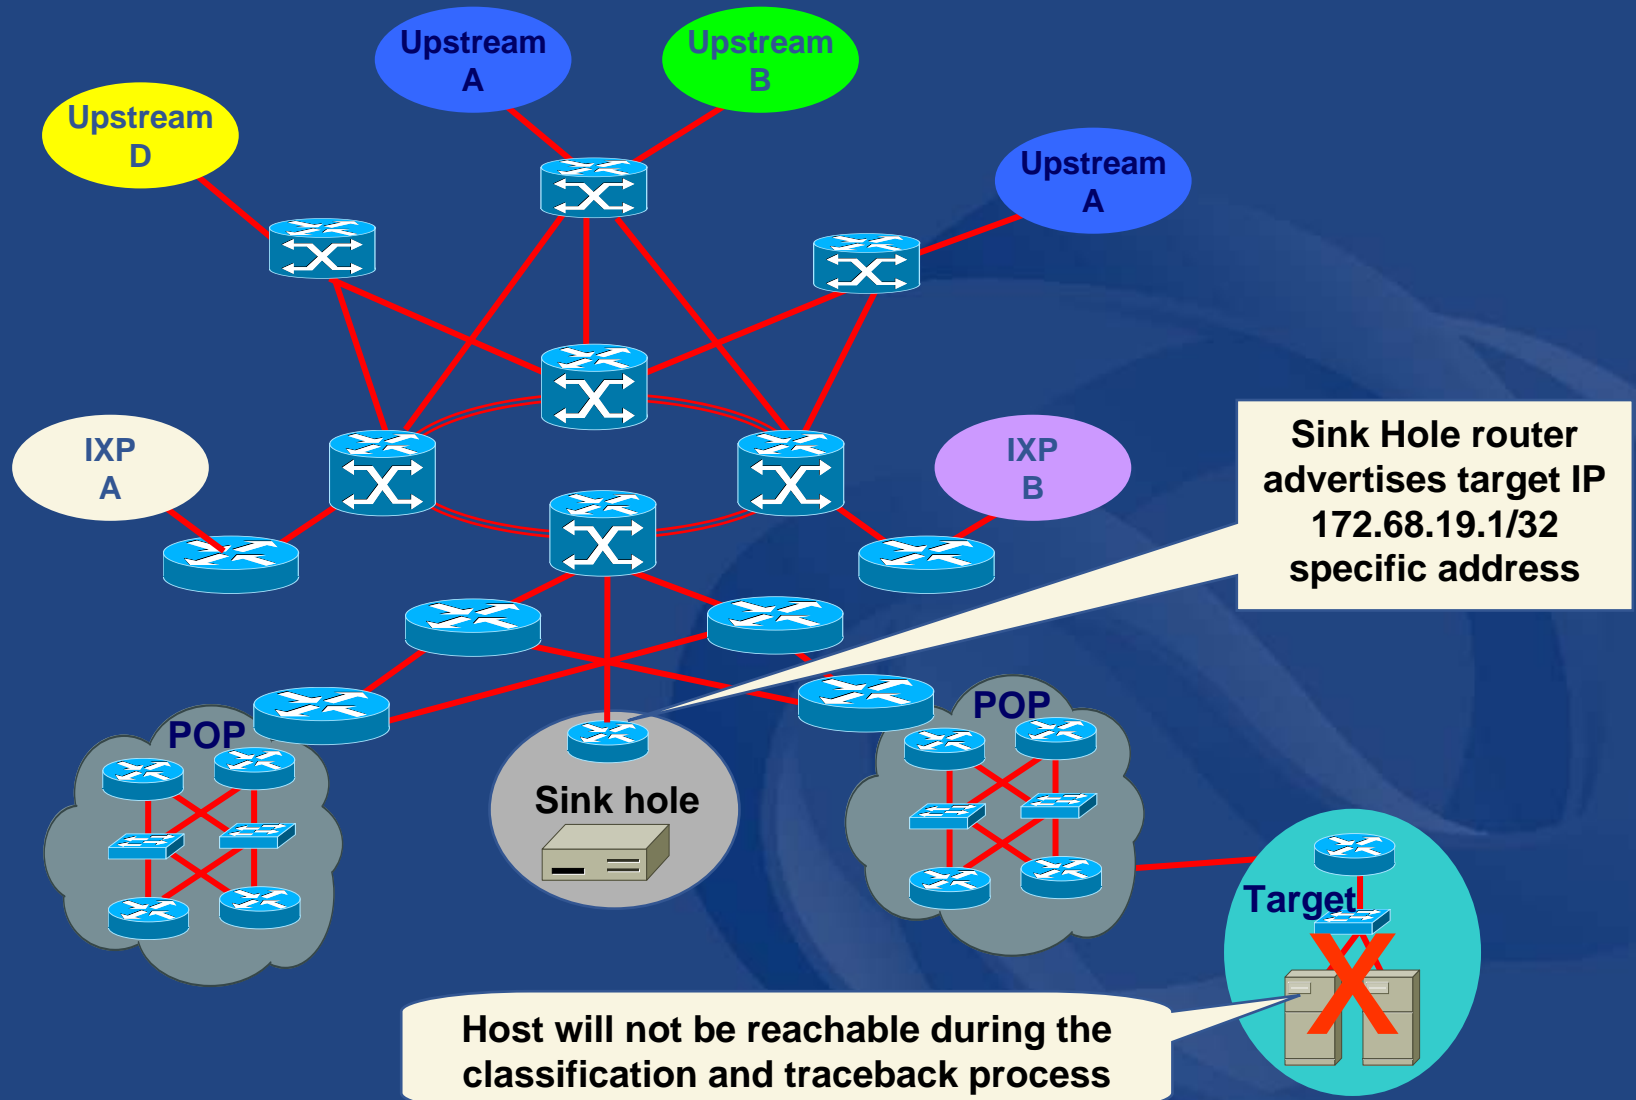 Upstream
A
Upstream
B
Upstream
D
Upstream
A
IXP
A
IXP
B
Sink Hole router
advertises target IP
172.68.19.1/32
specific address
POP
POP
Sink hole
Target
X
Host will not be reachable during the
classification and traceback process